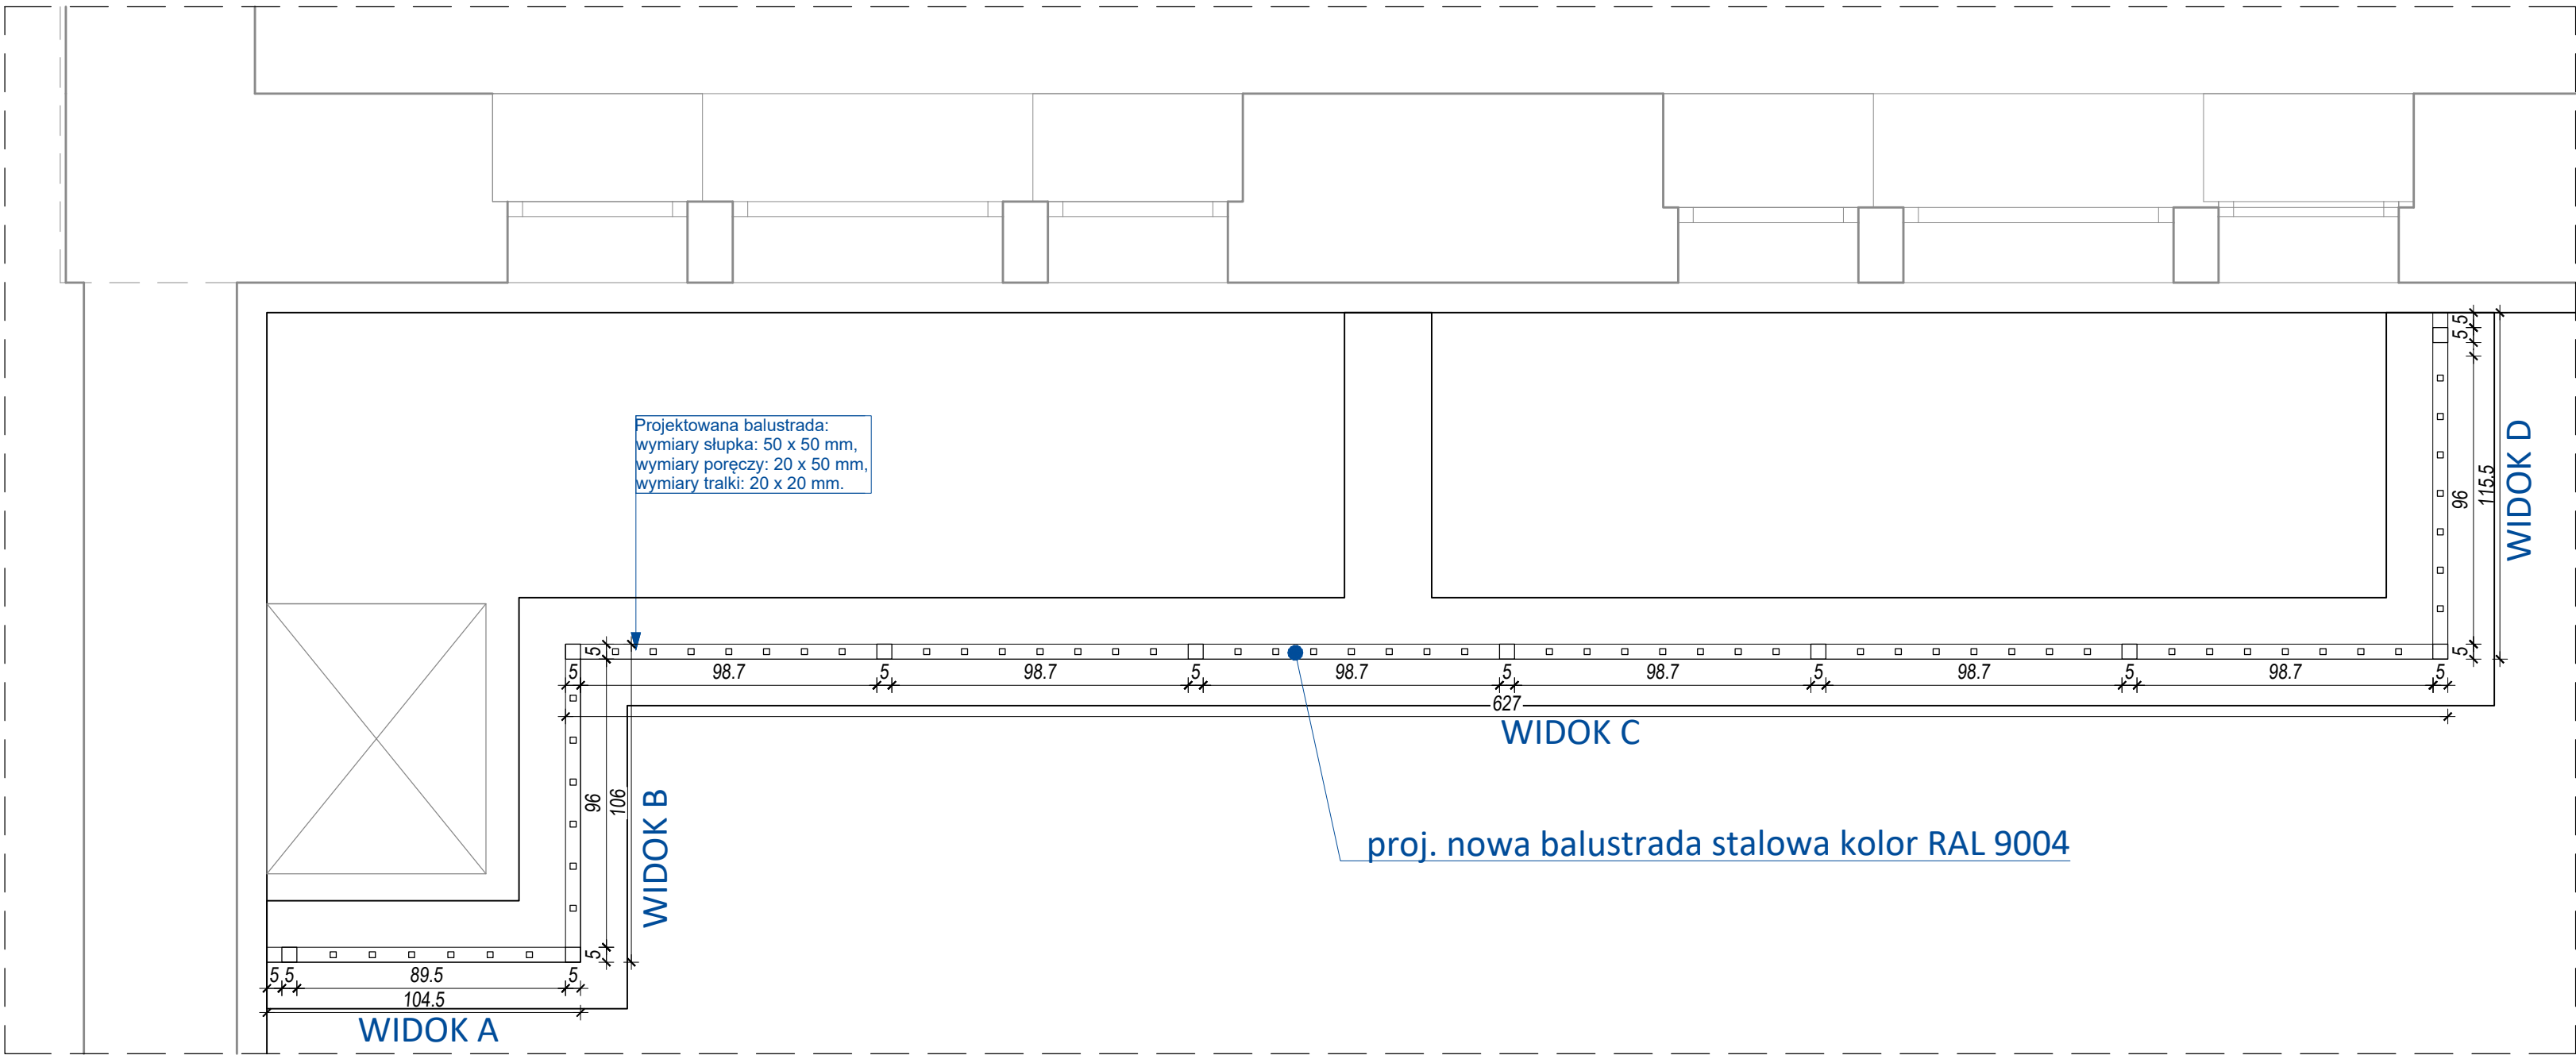 Projektowana balustrada:
wymiary słupka: 50 x 50 mm,
wymiary poręczy: 20 x 50 mm,
wymiary tralki: 20 x 20 mm.
5 5
96
5
115.5
WIDOK D
5
5 98.7 5 98.7 5 98.7 5 98.7 5 98.7 5 98.7 5
627
WIDOK C
96
106
5
WIDOK B
proj. nowa balustrada stalowa kolor RAL 9004
5 5 89.5 5
104.5
WIDOK A